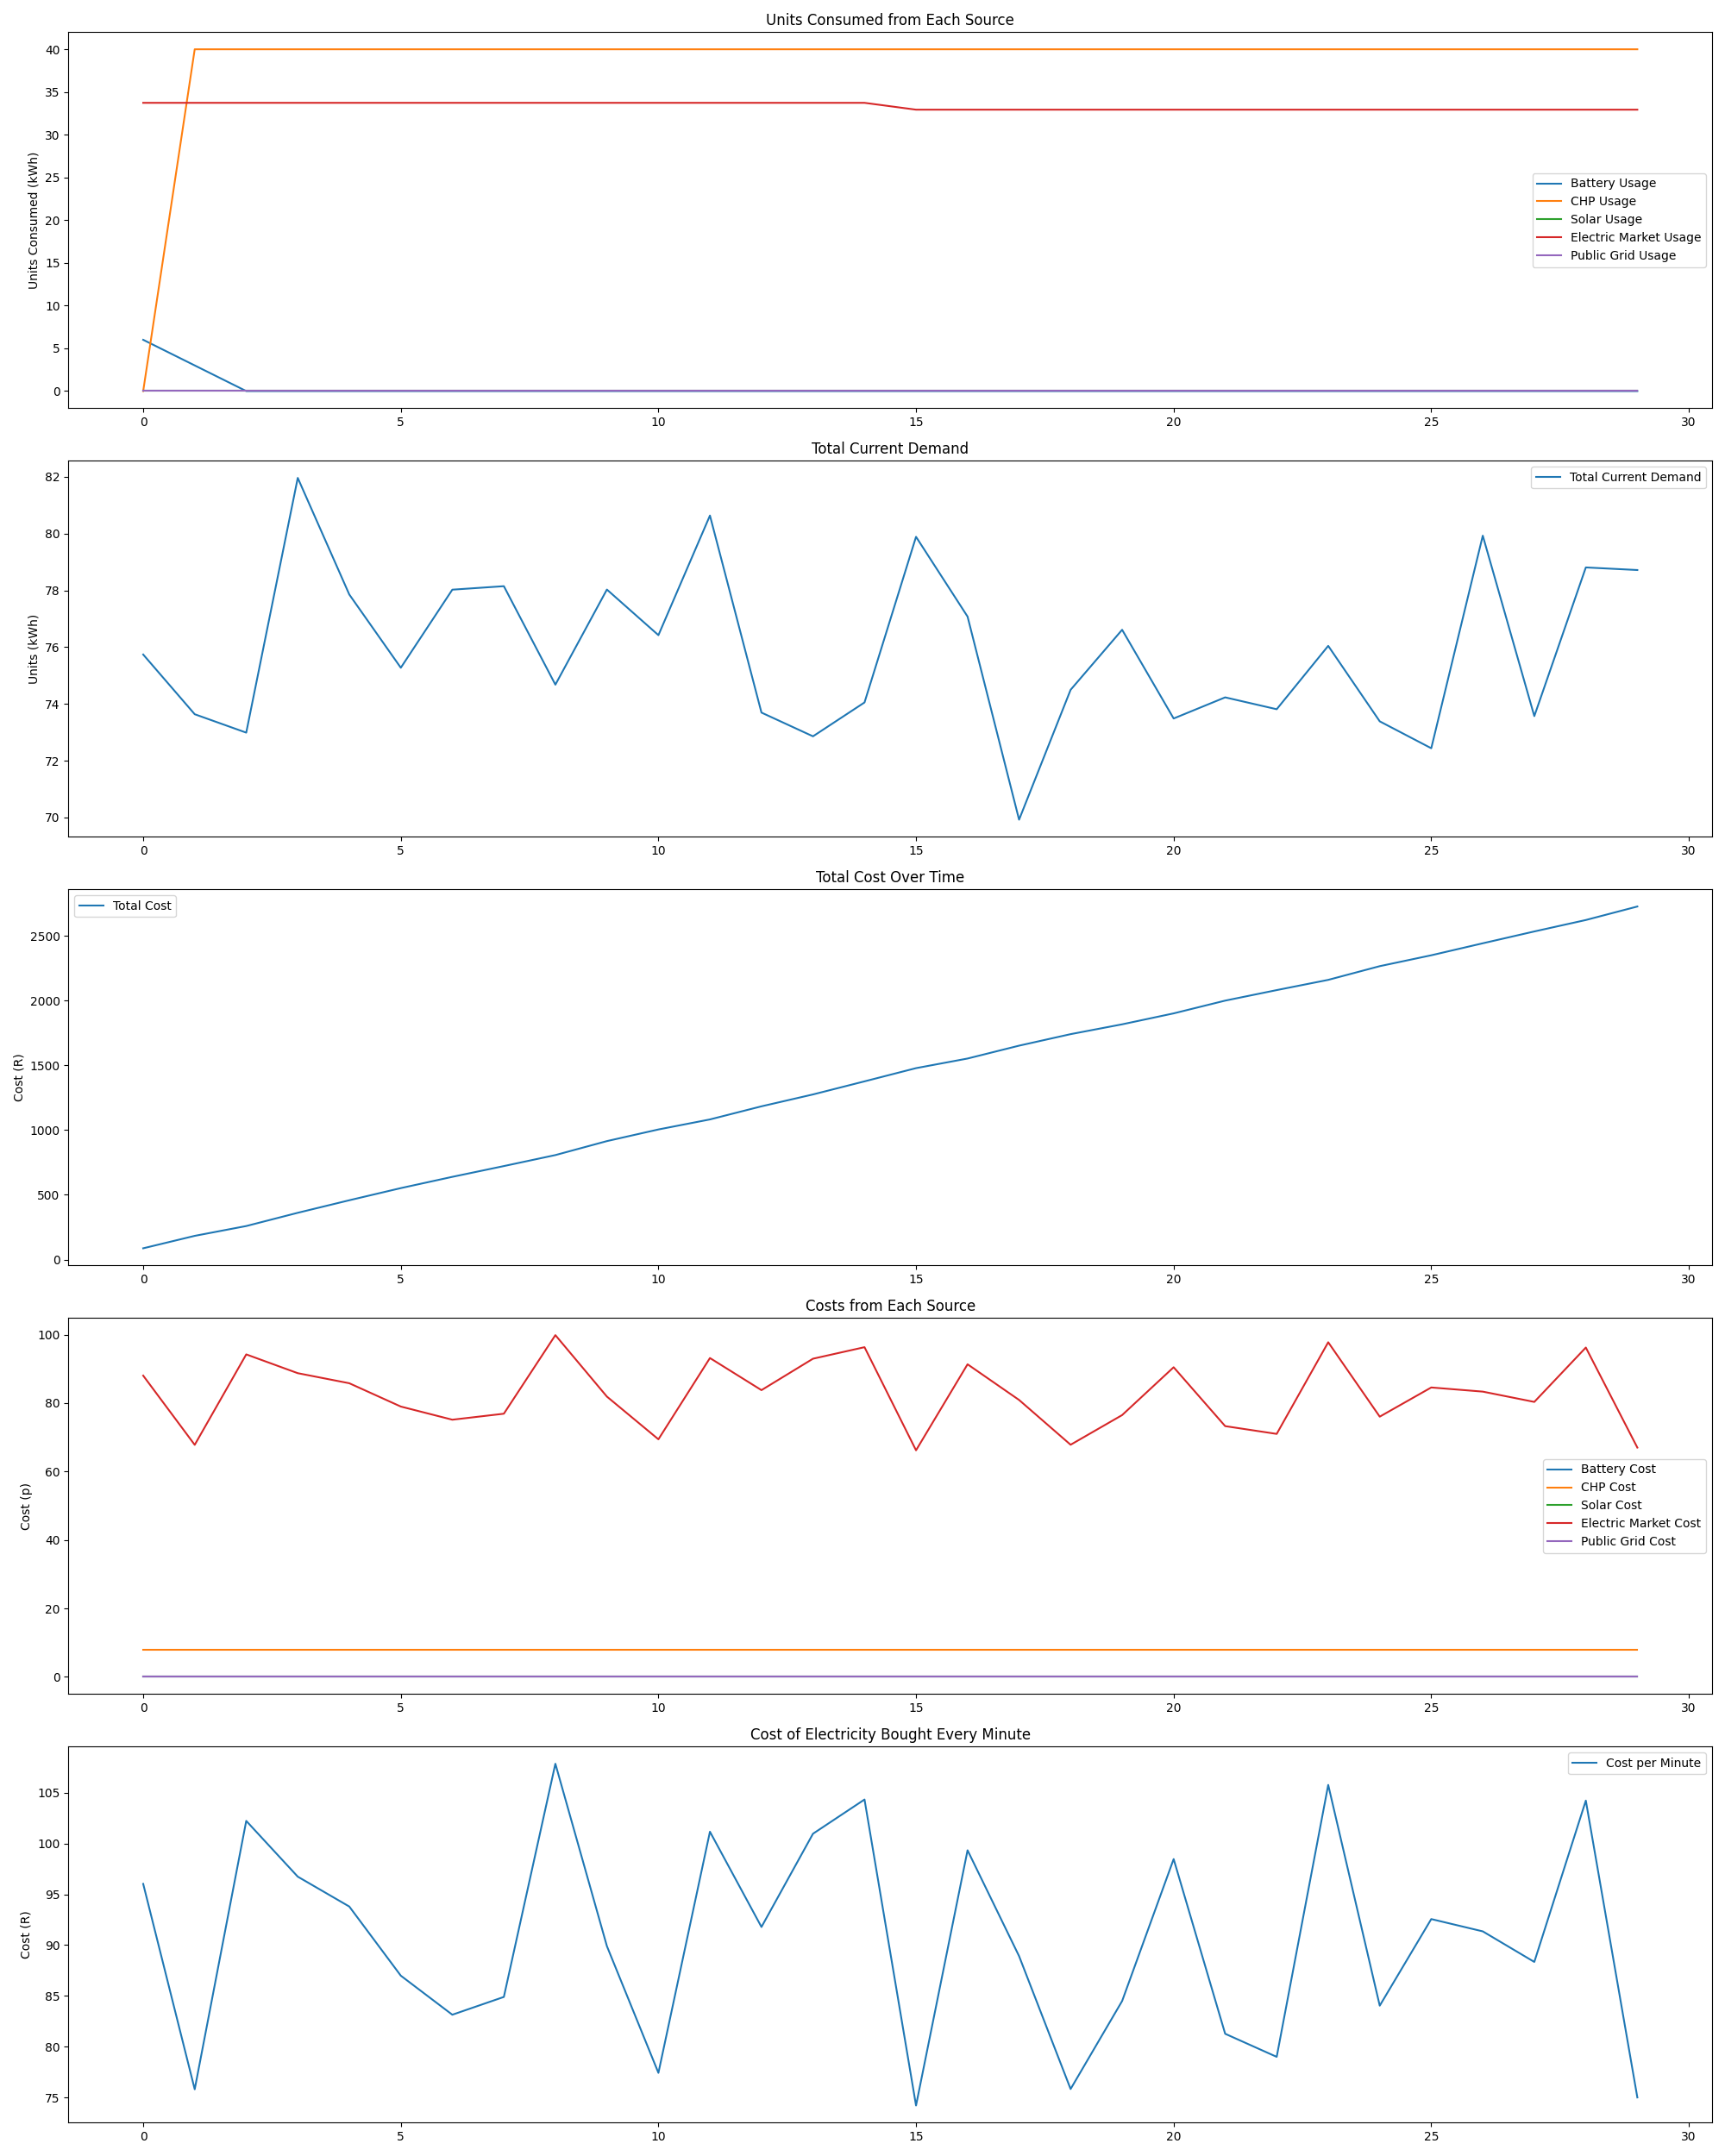 Units Consumed from Each Source
Units Consumed (kWh)
40
35
30
25
20
15
10
5
0
Battery Usage
CHP Usage
Solar Usage
Electric Market Usage
Public Grid Usage
0 5 10 15 20 25 30
Total Current Demand
Units (kWh)
82
80
78
76
74
72
70
Total Current Demand
0 5 10 15 20 25 30
Total Cost Over Time
Cost (R)
2500
2000
1500
1000
500
0
Total Cost
0 5 10 15 20 25 30
Costs from Each Source
Cost (p)
100
80
60
40
20
0
Battery Cost
CHP Cost
Solar Cost
Electric Market Cost
Public Grid Cost
0 5 10 15 20 25 30
Cost of Electricity Bought Every Minute
Cost (R)
105
100
95
90
85
80
75
Cost per Minute
0 5 10 15 20 25 30